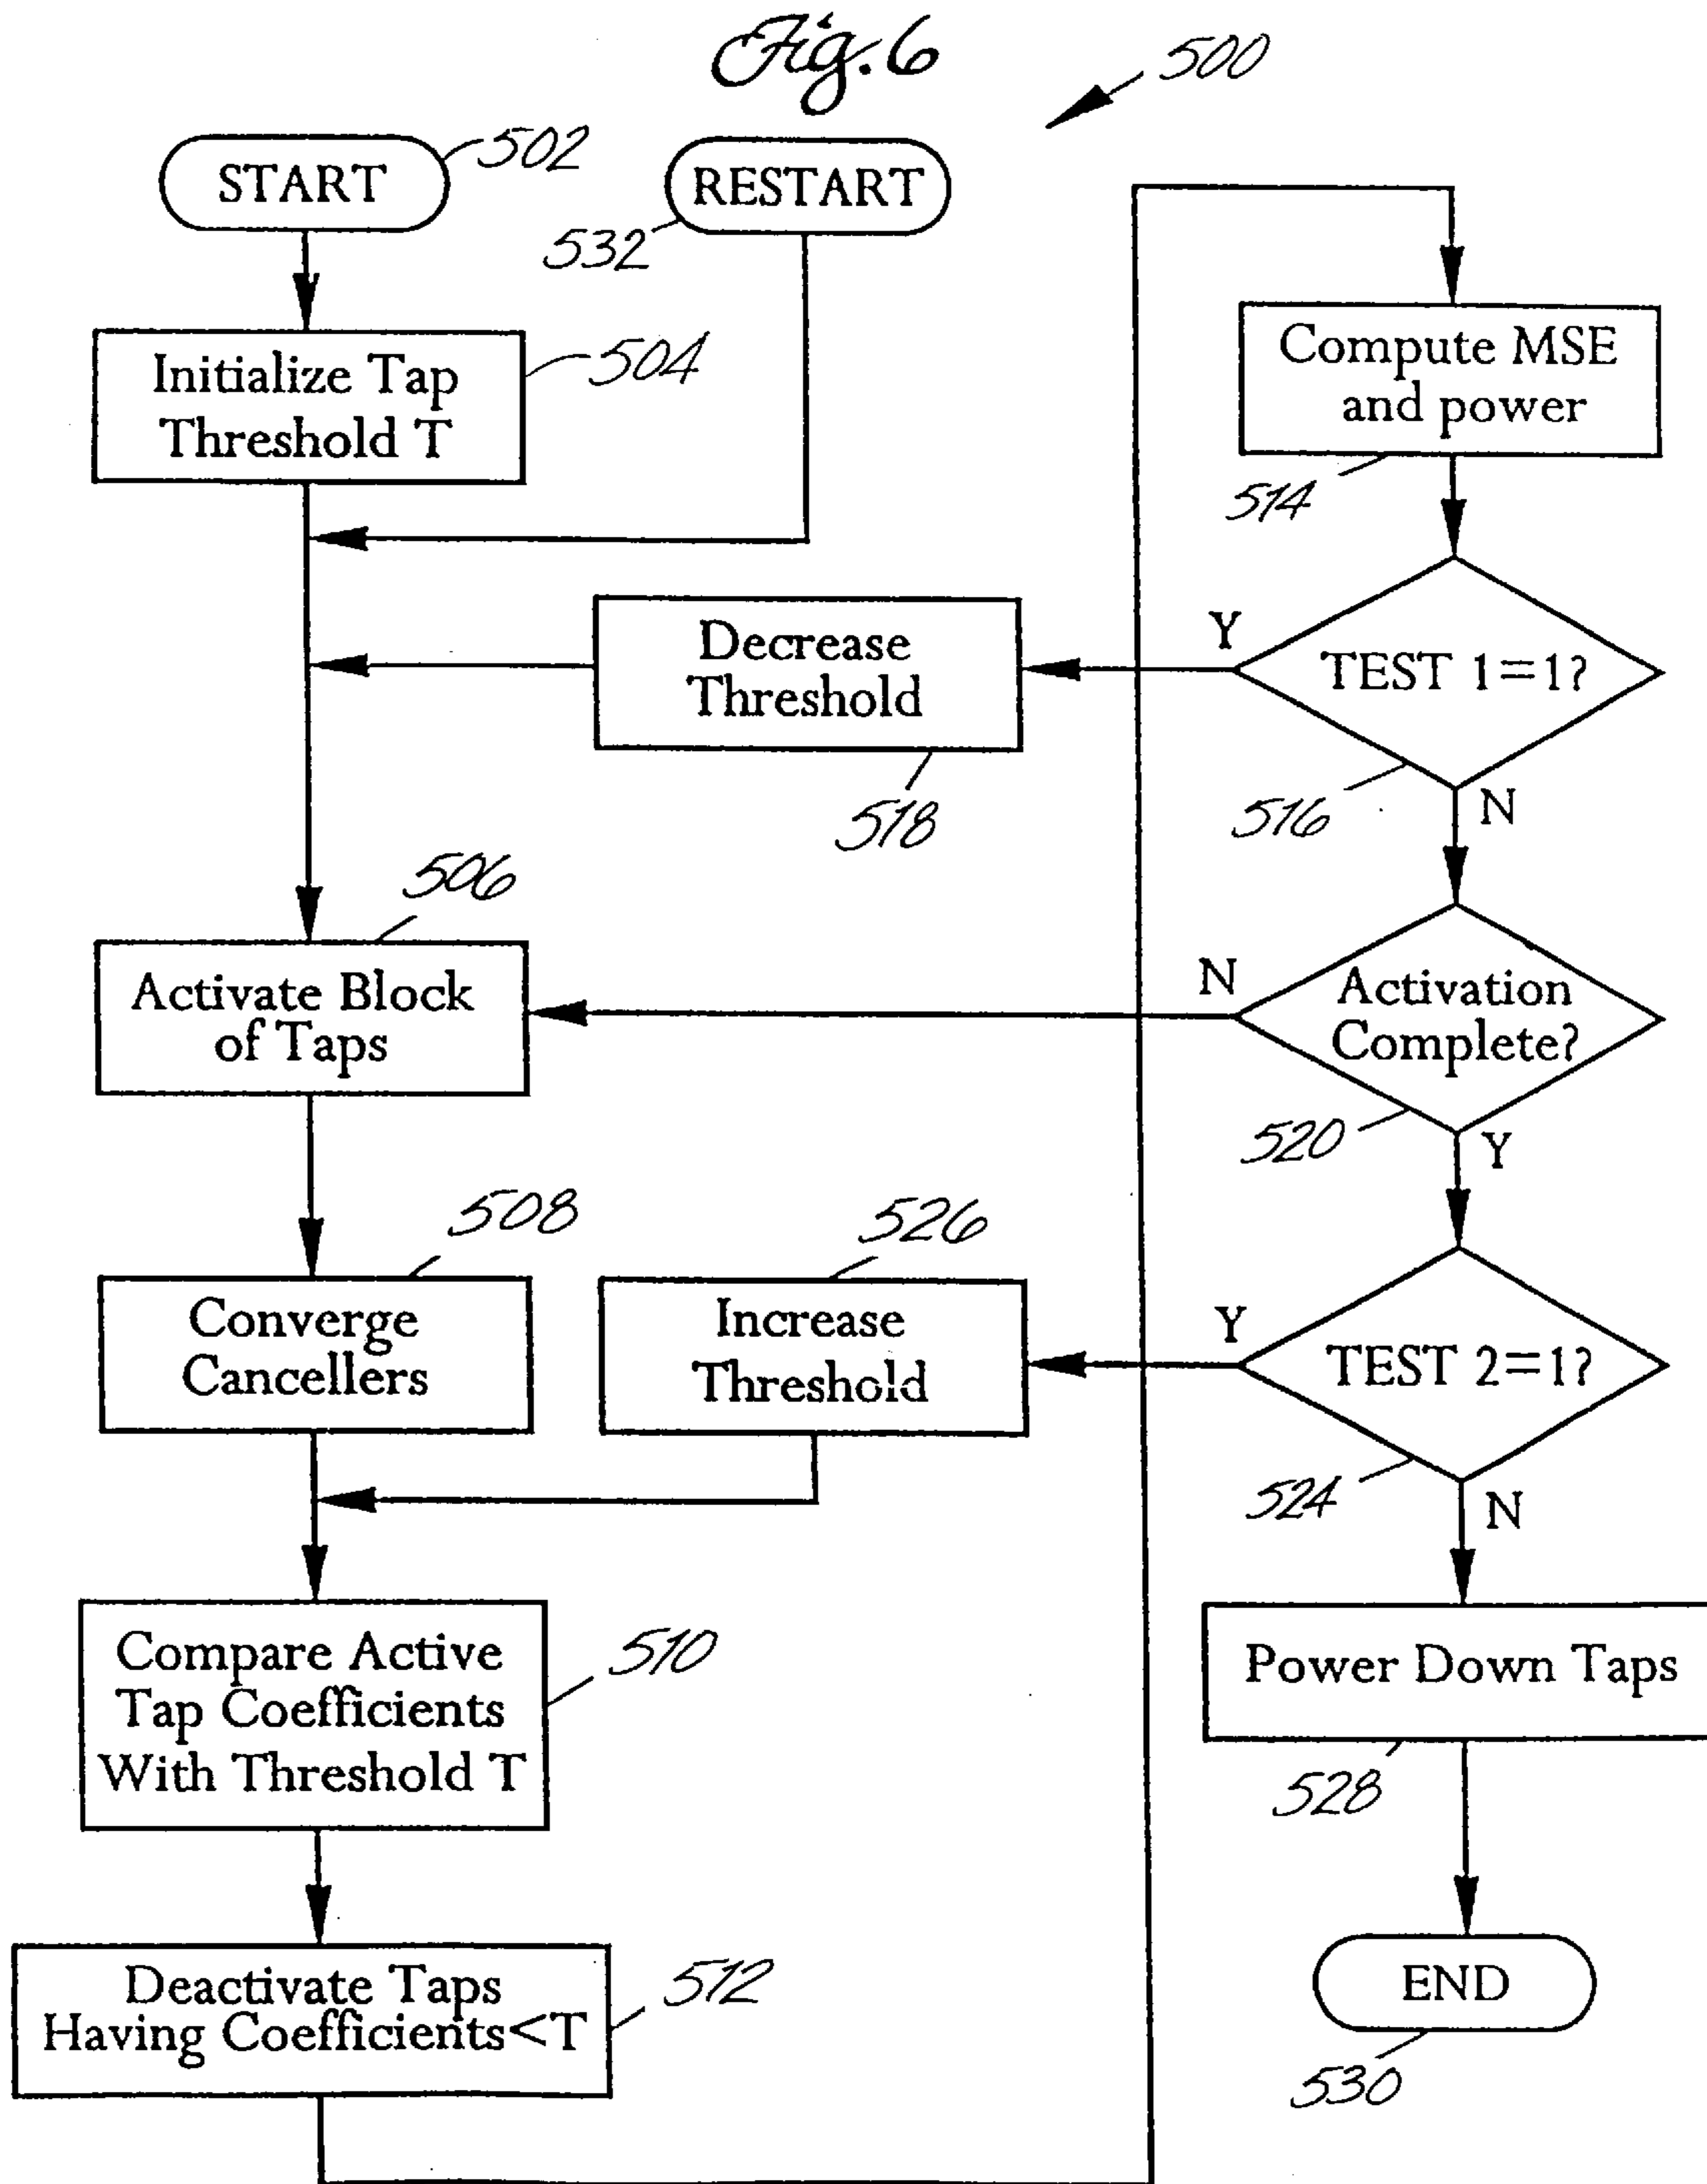 Fig. 6
500
START
502
RESTART
532
Initialize Tap
Threshold T
504
Compute MSE
and power
514
Decrease
Threshold
518
Y
TEST 1=1?
516
N
506
Activate Block
of Taps
N
Activation
Complete?
520
Y
508
Converge
Cancellers
526
Increase
Threshold
Y
TEST 2=1?
524
N
Compare Active
Tap Coefficients
With Threshold T
510
Power Down Taps
528
Deactivate Taps
Having Coefficients<T
512
END
530